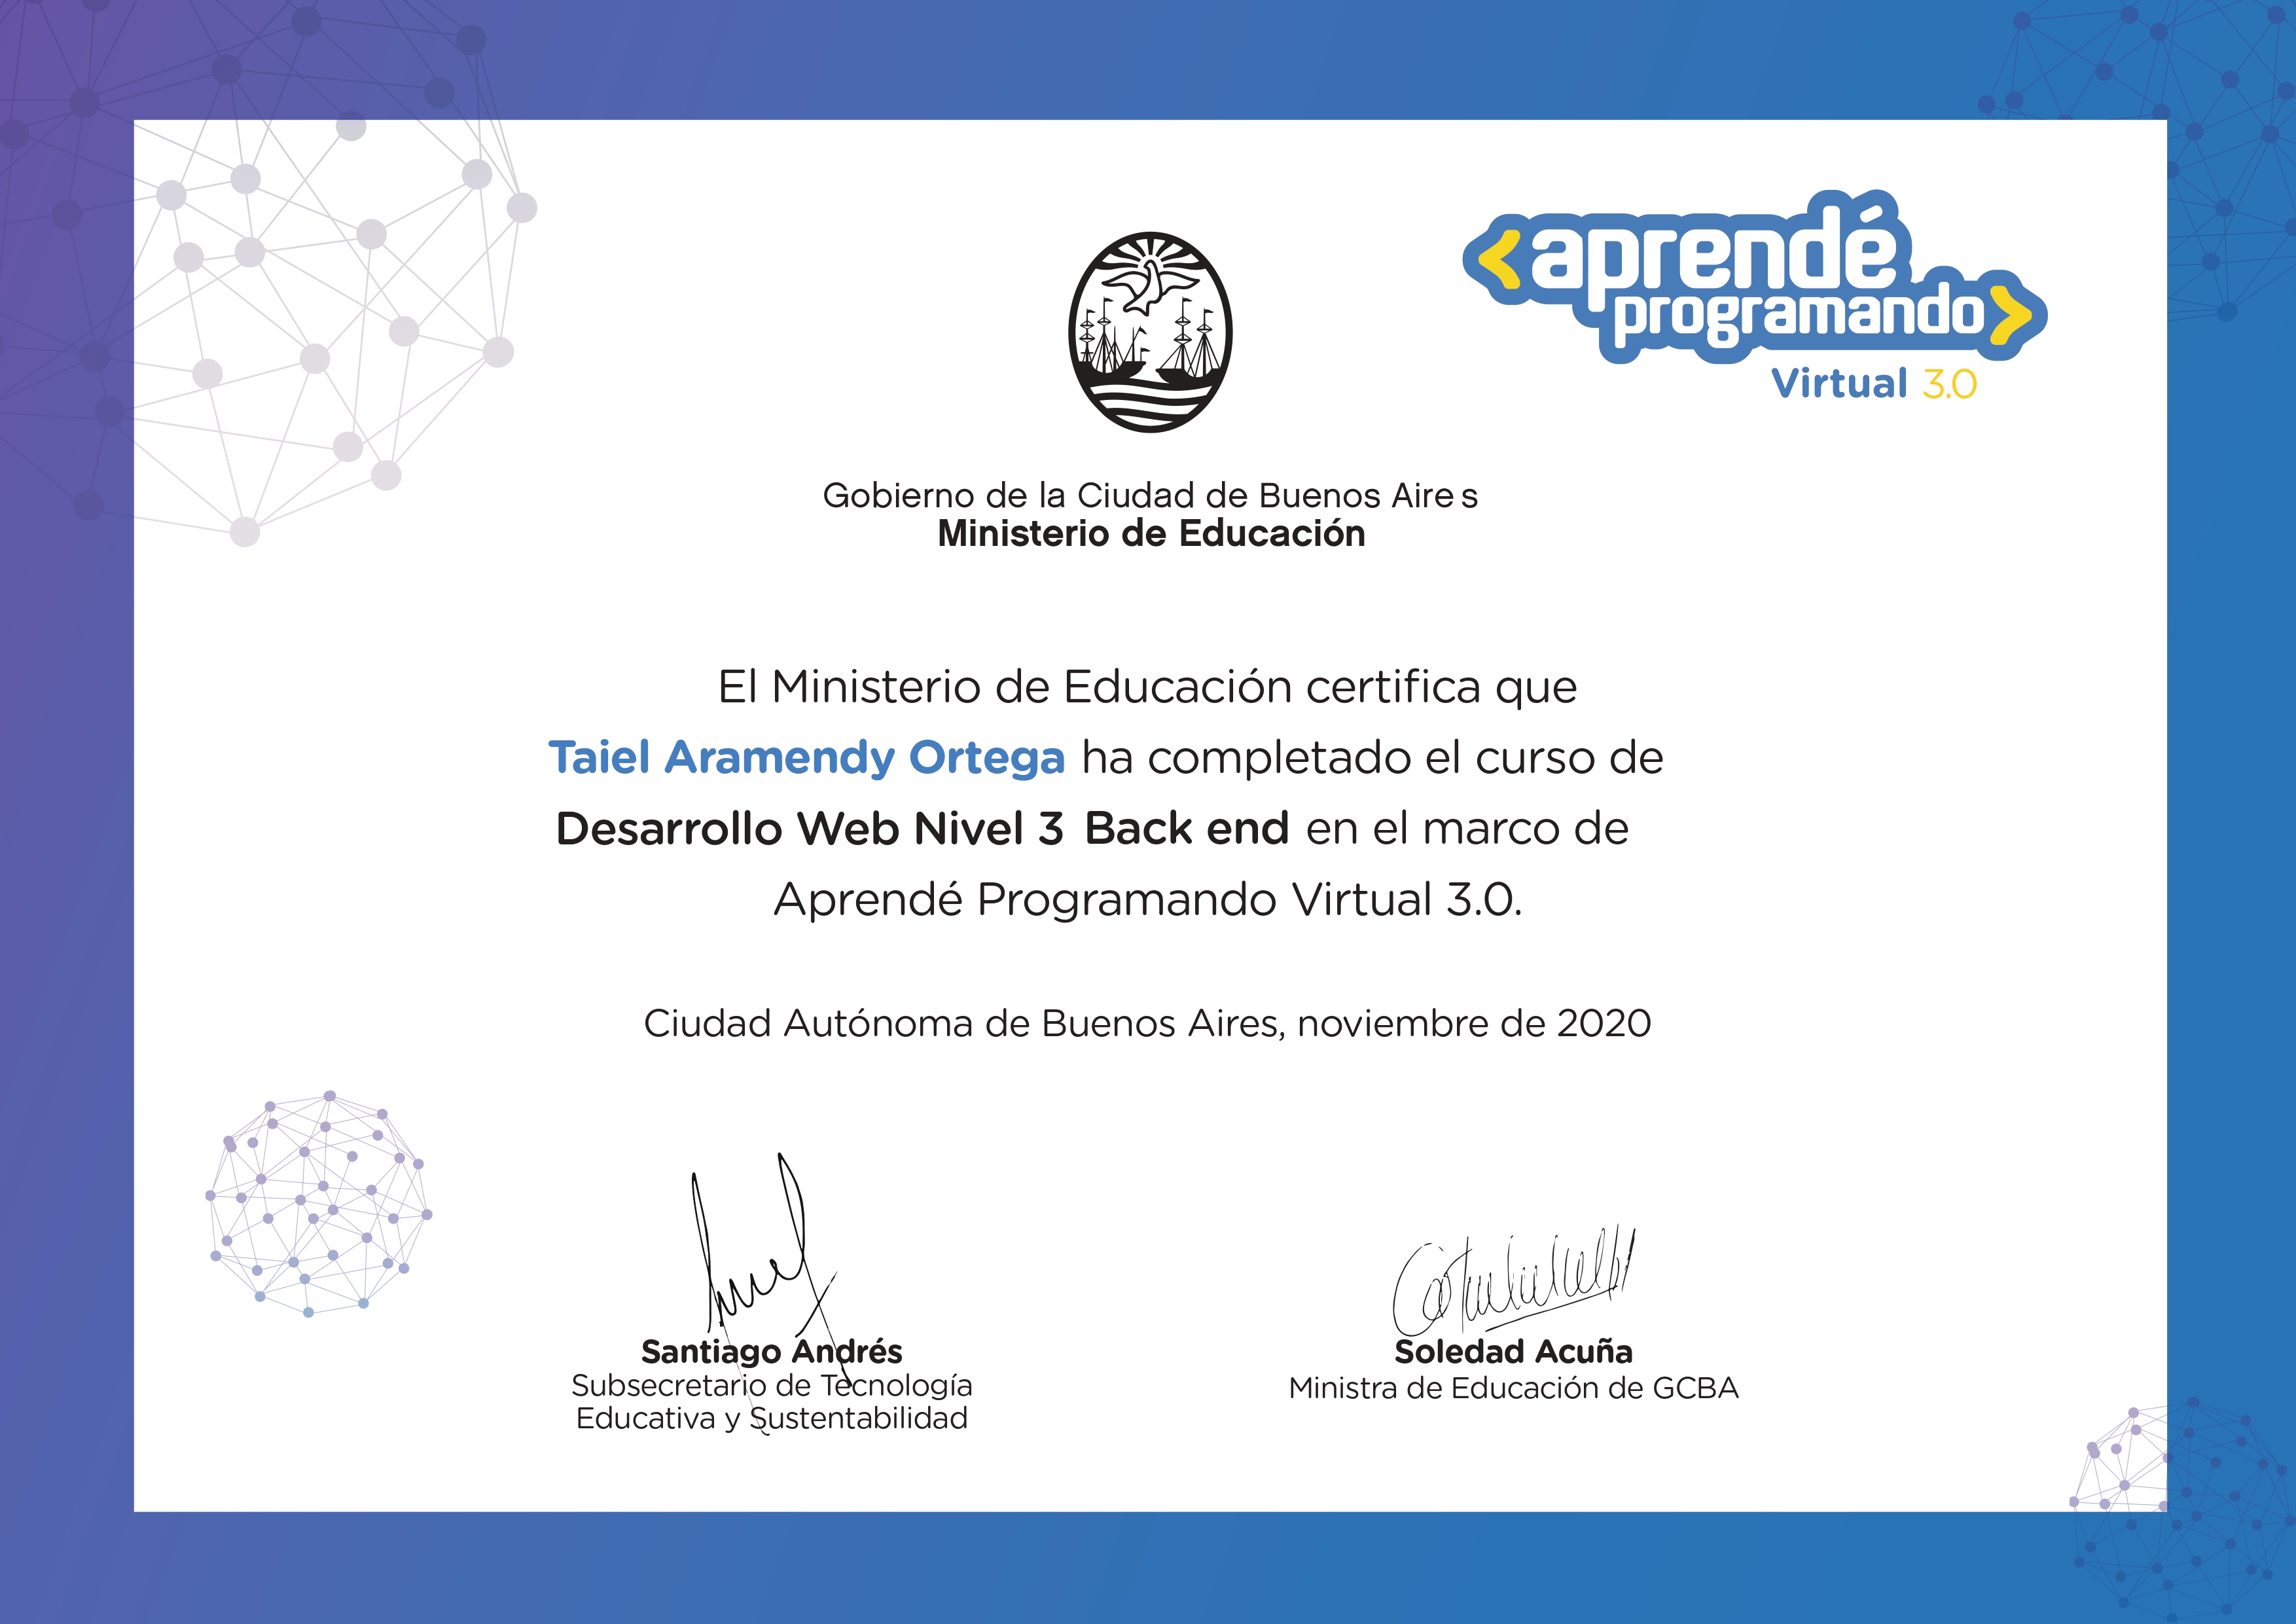 <aprendé
programando>
Virtual 3.0
Gobierno de la Ciudad de Buenos Aires
Ministerio de Educación
El Ministerio de Educación certifica que
Taiel Aramendy Ortega ha completado el curso de
Desarrollo Web Nivel 3 Back end en el marco de
Aprendé Programando Virtual 3.0.
Ciudad Autónoma de Buenos Aires, noviembre de 2020
Santiago Andrés
Subsecretario de Tecnología
Educativa y Sustentabilidad
Soledad Acuña
Ministra de Educación de GCBA